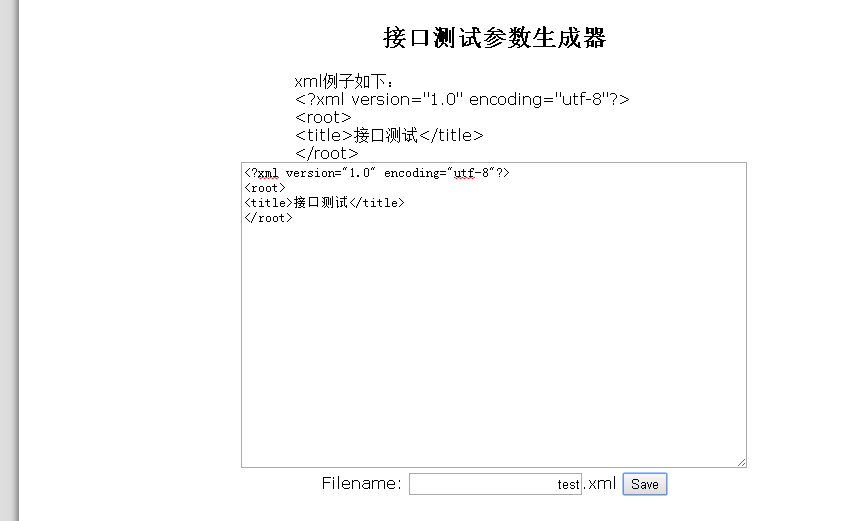 接口测试参数生成器
xml例子如下：
<?xml version="1.0" encoding="utf-8"?>
<root>
<title>接口测试</title>
</root>
<?xml version="1.0" encoding="utf-8"?>
<root>
<title>接口测试</title>
</root>
Filename: test.xml Save